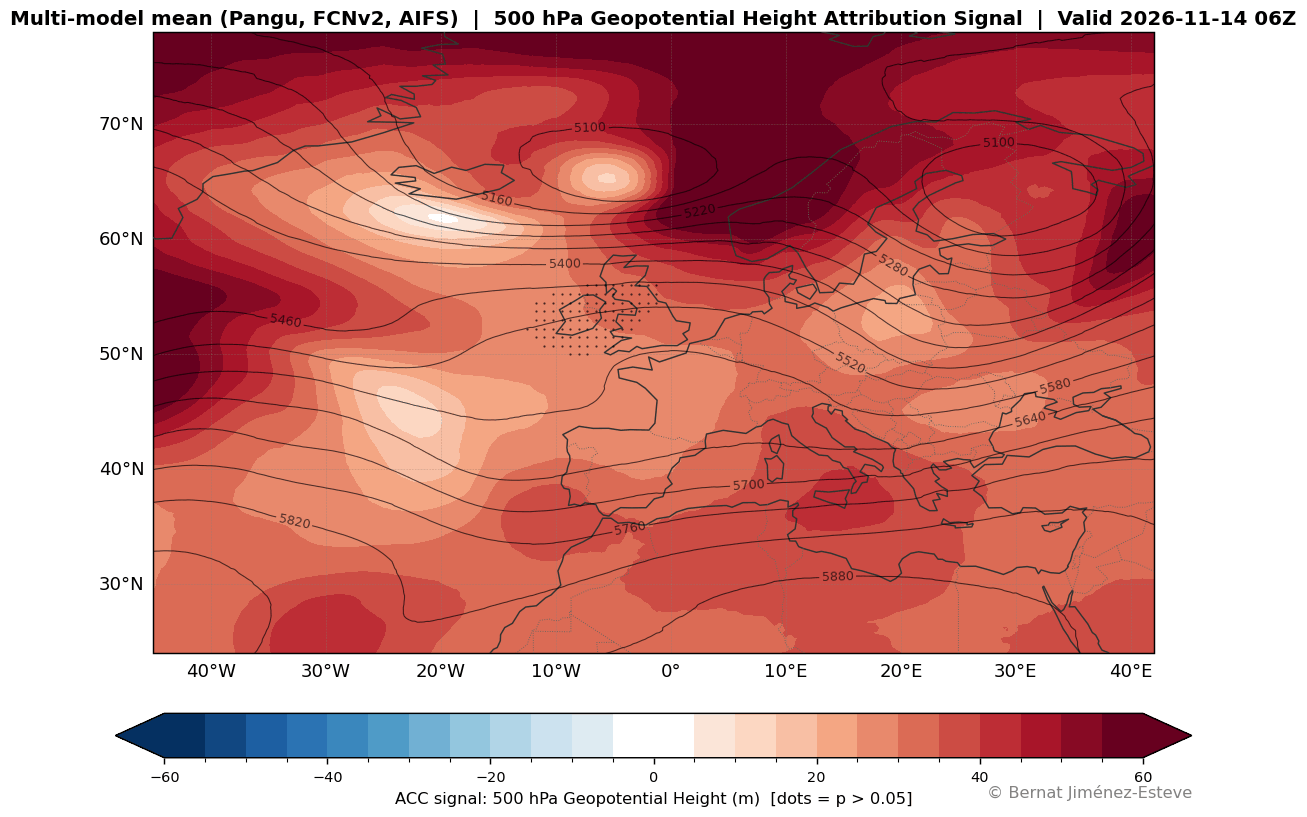 Multi-model mean (Pangu, FCNv2, AIFS) | 500 hPa Geopotential Height Attribution Signal | Valid 2026-11-14 06Z
70°N
60°N
50°N
40°N
30°N
5100
5100
5160
5220
5400
5280
5460
5520
5580
5640
5700
5820
5760
5880
40°W 30°W 20°W 10°W 0° 10°E 20°E 30°E 40°E
−60 −40 −20 0 20 40 60
ACC signal: 500 hPa Geopotential Height (m) [dots = p > 0.05]
© Bernat Jiménez-Esteve